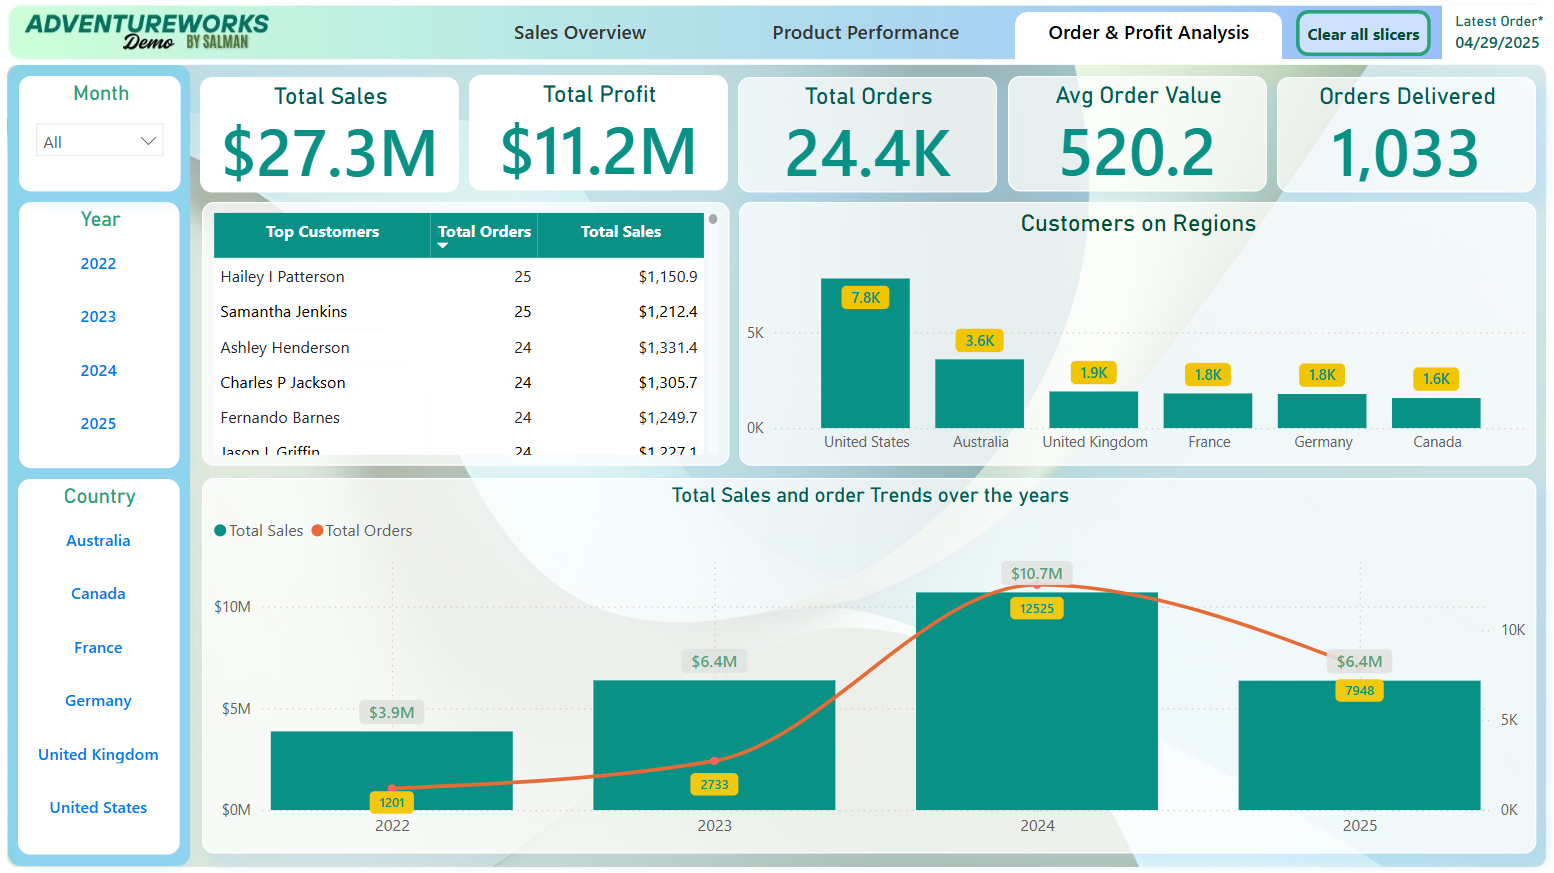 ADVENTUREWORKS
Demo BY SALMAN
Sales Overview
Product Performance
Order & Profit Analysis
Clear all slicers
Latest Order*
04/29/2025
Month
All
Year
2022
2023
2024
2025
Country
Australia
Canada
France
Germany
United Kingdom
United States
Total Sales
$27.3M
Total Profit
$11.2M
Total Orders
24.4K
Avg Order Value
520.2
Orders Delivered
1,033
Top Customers Total Orders Total Sales
Hailey I Patterson 25 $1,150.9
Samantha Jenkins 25 $1,212.4
Ashley Henderson 24 $1,331.4
Charles P Jackson 24 $1,305.7
Fernando Barnes 24 $1,249.7
Jason L Griffin 24 $1,227.1
Customers on Regions
5K
0K
7.8K
3.6K
1.9K
1.8K
1.8K
1.6K
United States Australia United Kingdom France Germany Canada
Total Sales and order Trends over the years
Total Sales Total Orders
$10M
$5M
$0M
$3.9M
$6.4M
$10.7M
$6.4M
1201
2733
12525
7948
10K
5K
0K
2022 2023 2024 2025